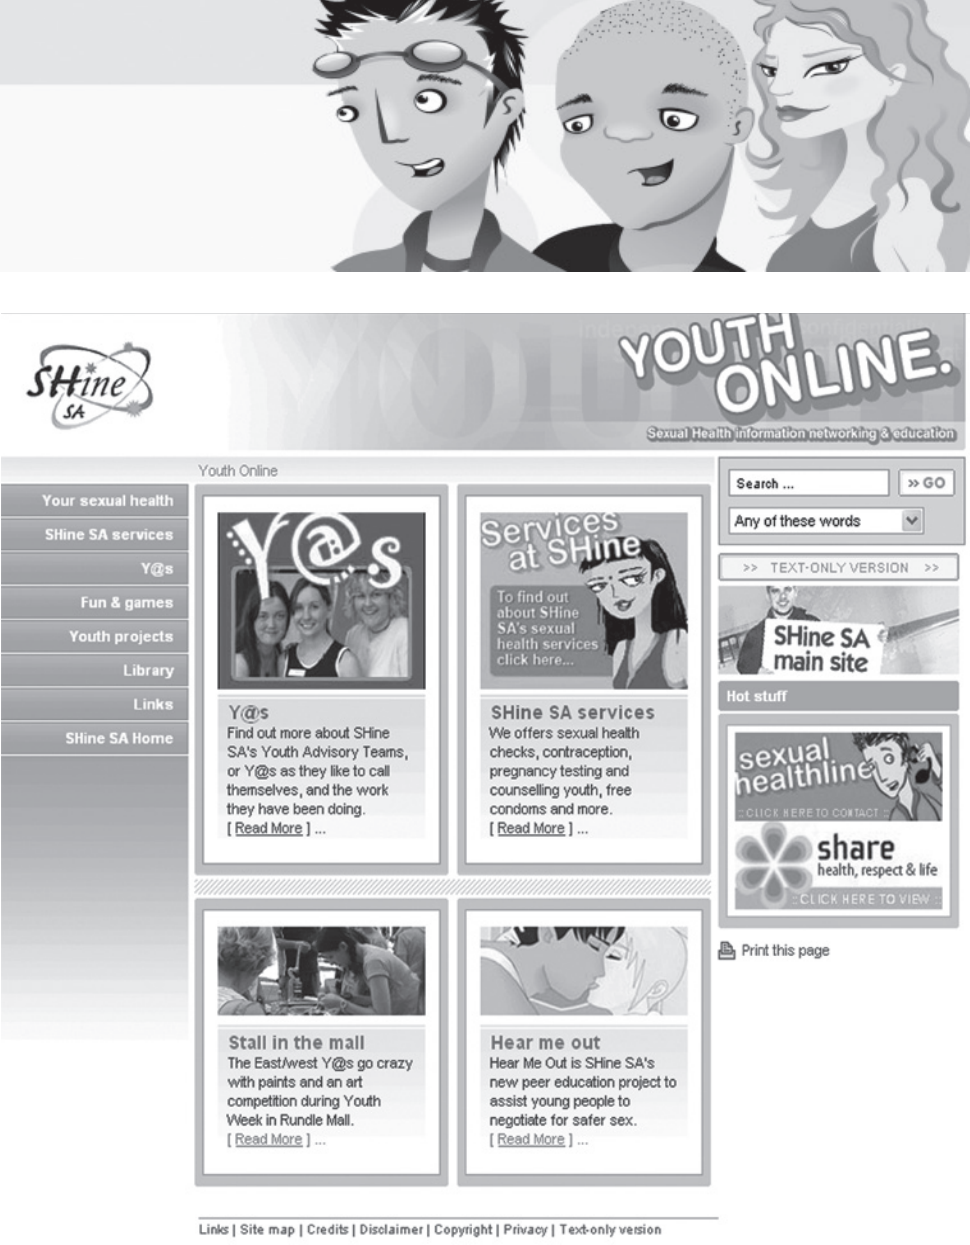 SHine
SA
YOUTH
ONLINE.
Sexual Health information networking & education
Youth Online
Your sexual health
SHine SA services
Y@s
Fun & games
Youth projects
Library
Links
SHine SA Home
Y@s
Y@s
Find out more about SHine
SA's Youth Advisory Teams,
or Y@s as they like to call
themselves, and the work
they have been doing.
[ Read More ] ...
Services
at SHine
To find out
about SHine
SA's sexual
health services
click here...
SHine SA services
We offers sexual health
checks, contraception,
pregnancy testing and
counselling youth, free
condoms and more.
[ Read More ] ...
Stall in the mall
The East/west Y@s go crazy
with paints and an art
competition during Youth
Week in Rundle Mall.
[ Read More ] ...
Hear me out
Hear Me Out is SHine SA's
new peer education project to
assist young people to
negotiate for safer sex.
[ Read More ] ...
Search ...
>> GO
Any of these words
>> TEXT-ONLY VERSION >>
SHine SA
main site
Hot stuff
sexual
healthline
:: CLICK HERE TO CONTACT ::
share
health, respect & life
:: CLICK HERE TO VIEW ::
Print this page
Links | Site map | Credits | Disclaimer | Copyright | Privacy | Text-only version